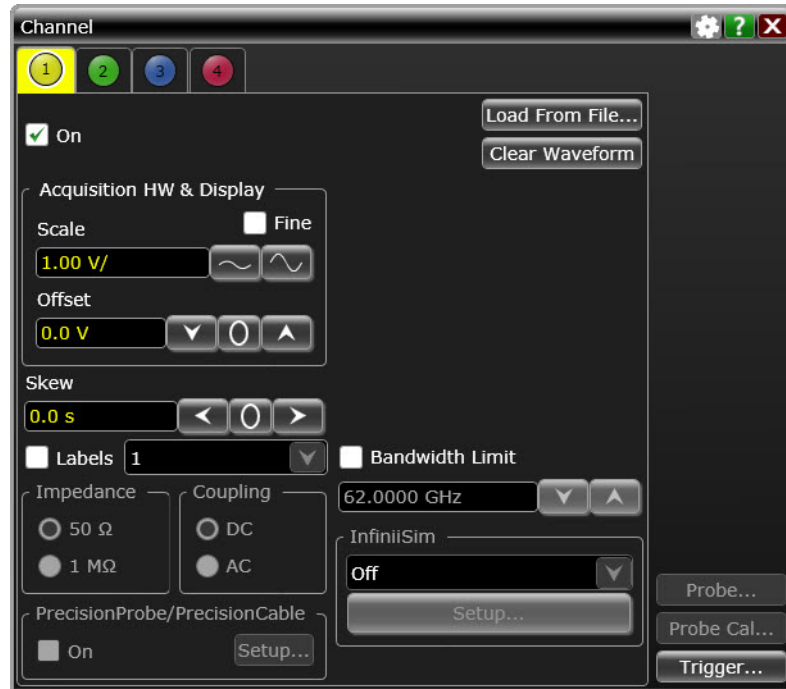 Channel ?
1 2 3 4
Load From File...
On
Clear Waveform
Acquisition HW & Display
Scale Fine
1.00 V/
Offset
0.0 V 0
Skew
0.0 s 0
Labels 1 Bandwidth Limit
Impedance Coupling 62.0000 GHz
50 Ω DC InfiniiSim
1 MΩ AC Off
Probe...
PrecisionProbe/PrecisionCable Setup...
Probe Cal...
On Setup...
Trigger...